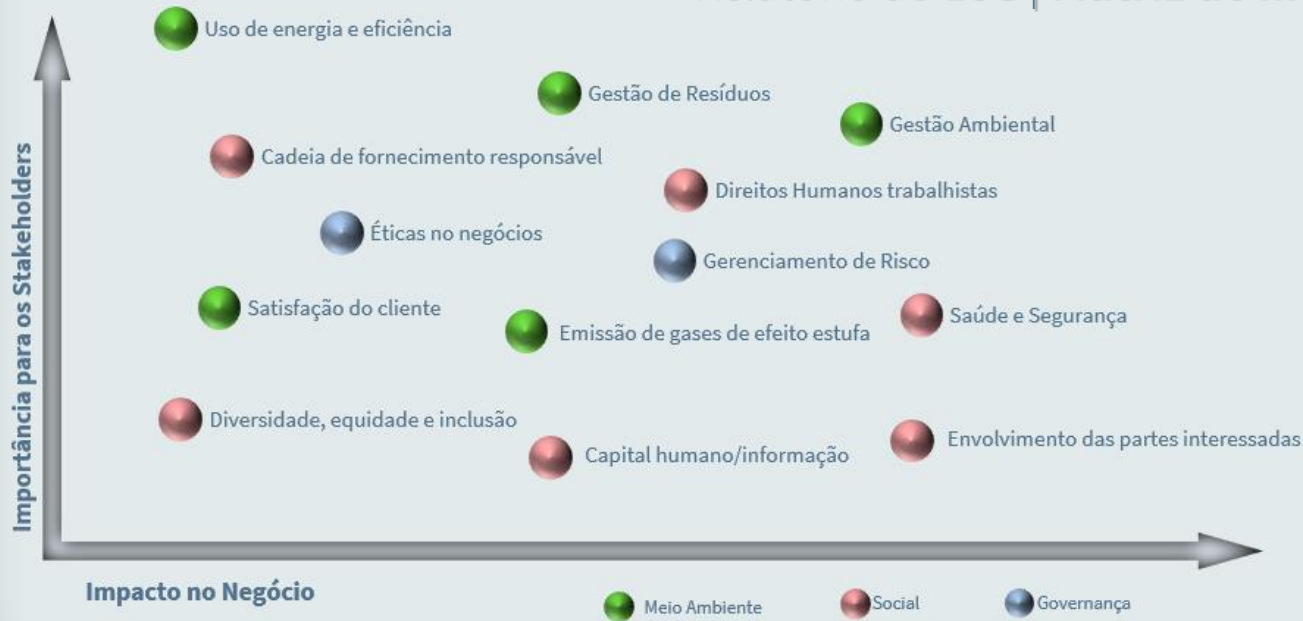 Uso de energia e eficiência
Gestão de Resíduos
Gestão Ambiental
Cadeia de fornecimento responsável
Direitos Humanos trabalhistas
Éticas no negócios
Gerenciamento de Risco
Satisfação do cliente
Emissão de gases de efeito estufa
Saúde e Segurança
Diversidade, equidade e inclusão
Capital humano/informação
Envolvimento das partes interessadas
Importância para os Stakeholders
Impacto no Negócio
Meio Ambiente
Social
Governança